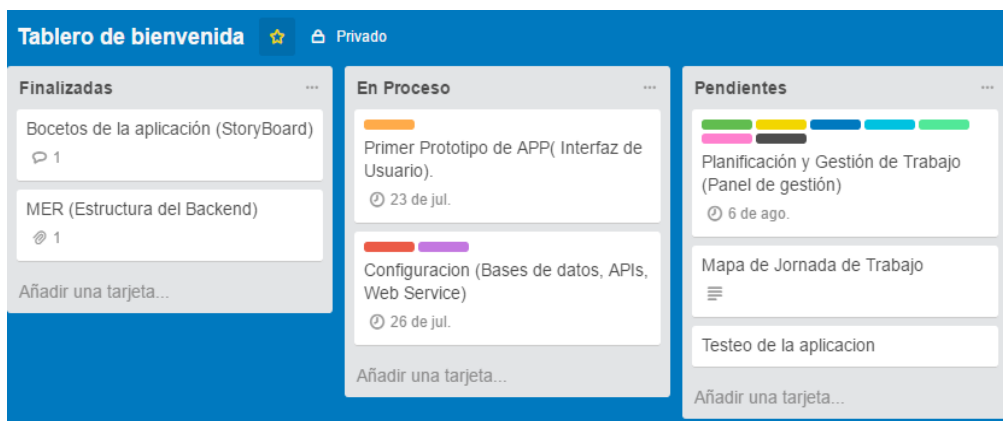 Tablero de bienvenida
Privado
Finalizadas
Bocetos de la aplicación (StoryBoard)
1
MER (Estructura del Backend)
1
Añadir una tarjeta...
En Proceso
Primer Prototipo de APP( Interfaz de
Usuario).
23 de jul.
Configuracion (Bases de datos, APIs,
Web Service)
26 de jul.
Añadir una tarjeta...
Pendientes
Planificación y Gestión de Trabajo
(Panel de gestión)
6 de ago.
Mapa de Jornada de Trabajo
Testeo de la aplicacion
Añadir una tarjeta...